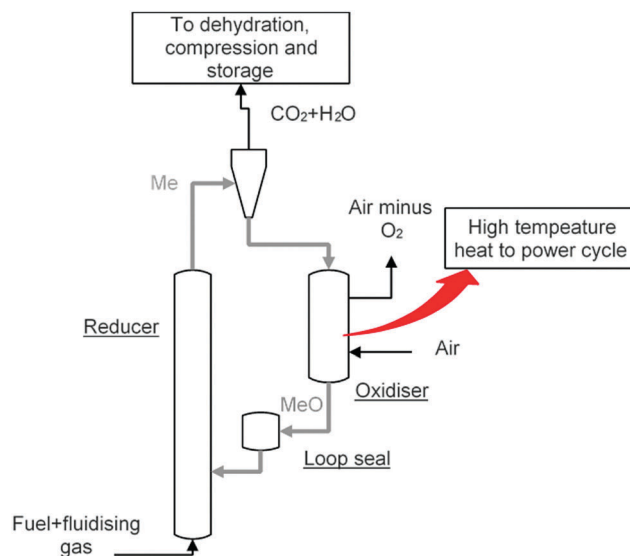 To dehydration,
compression and
storage
CO₂+H₂O
Me
Air minus
O₂
High tempeature
heat to power cycle
Reducer
Air
Oxidiser
MeO
Loop seal
Fuel+fluidising
gas